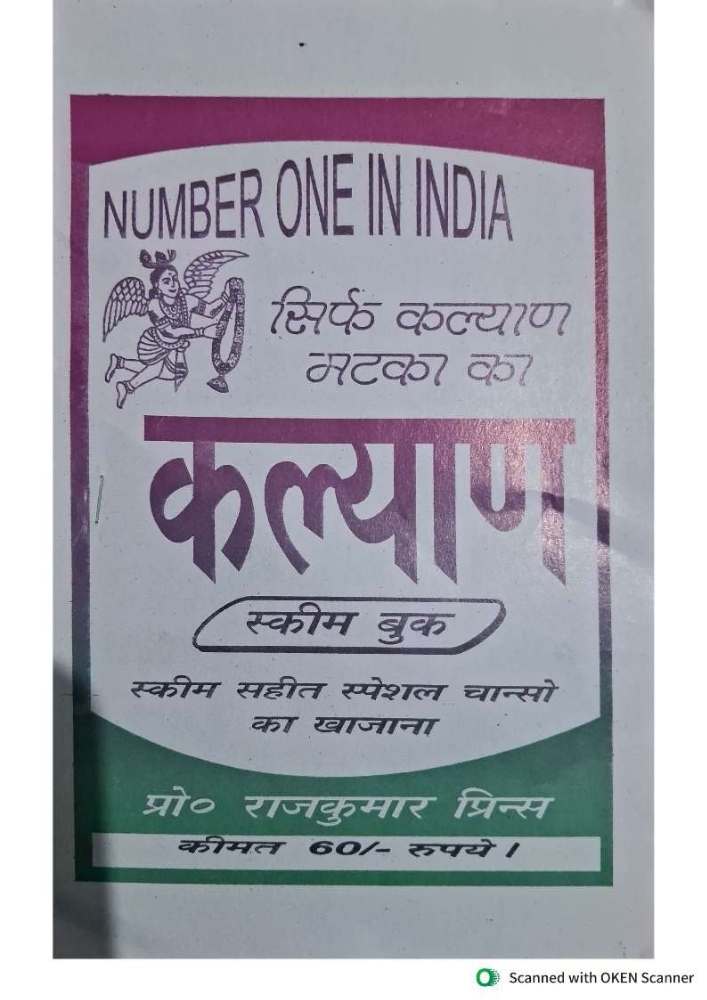 NUMBER ONE IN INDIA
सिर्फ कल्याण
मटका का
कल्याण
स्कीम बुक
स्कीम सहीत स्पेशल चान्सो
का खाजाना
प्रो० राजकुमार प्रिन्स
कीमत 60/- रुपये।
Scanned with OKEN Scanner